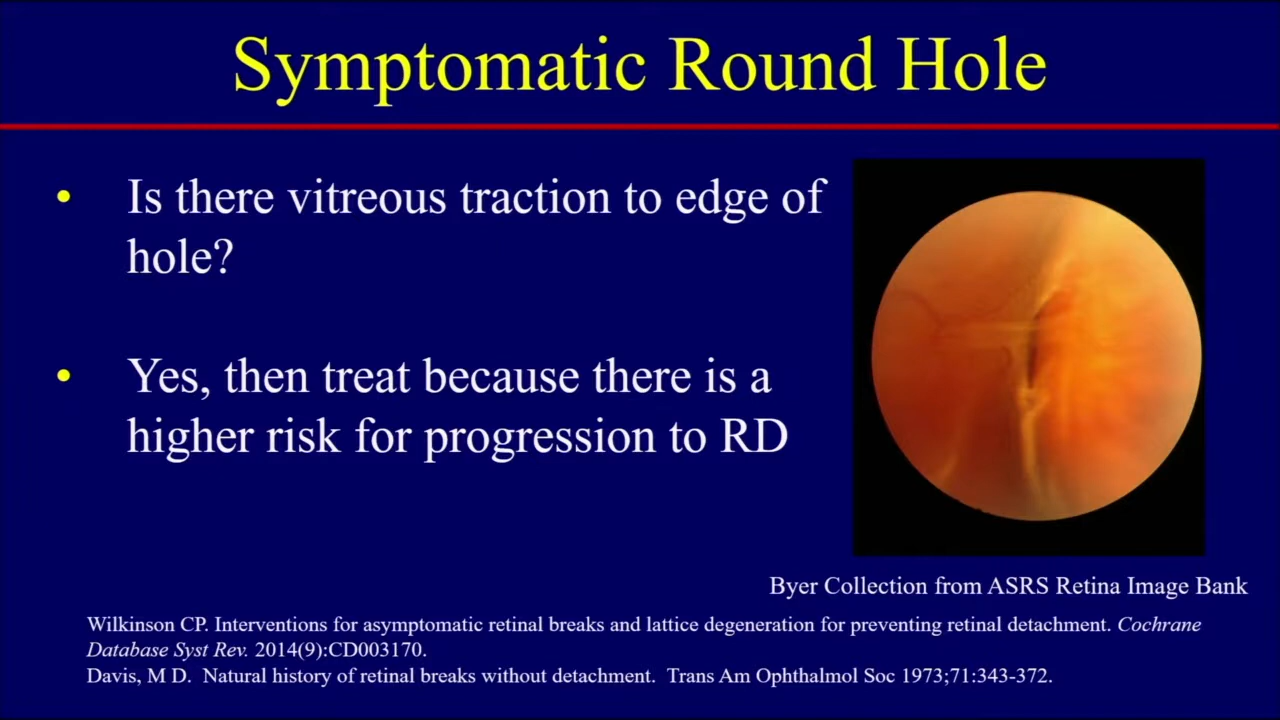 Symptomatic Round Hole
• Is there vitreous traction to edge of
hole?
• Yes, then treat because there is a
higher risk for progression to RD
Byer Collection from ASRS Retina Image Bank
Wilkinson CP. Interventions for asymptomatic retinal breaks and lattice degeneration for preventing retinal detachment. Cochrane
Database Syst Rev. 2014(9):CD003170.
Davis, M D. Natural history of retinal breaks without detachment. Trans Am Ophthalmol Soc 1973;71:343-372.